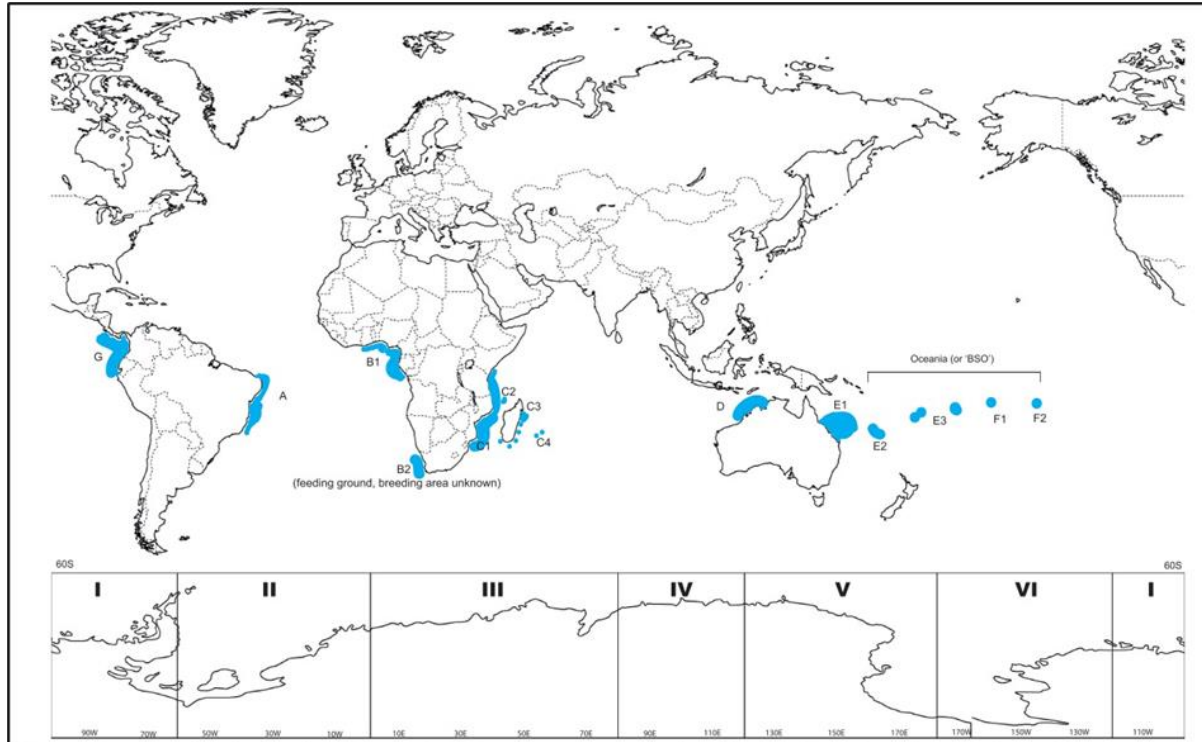 Oceania (or 'BSO')
G
A
B1
C2
C3
C1
C4
B2
(feeding ground, breeding area unknown)
D
E1
E2
E3
F1
F2
60S
60S
I
II
III
IV
V
VI
I
90W
70W
50W
30W
10W
10E
30E
50E
70E
90E
110E
130E
150E
170E
170W
150W
130W
110W